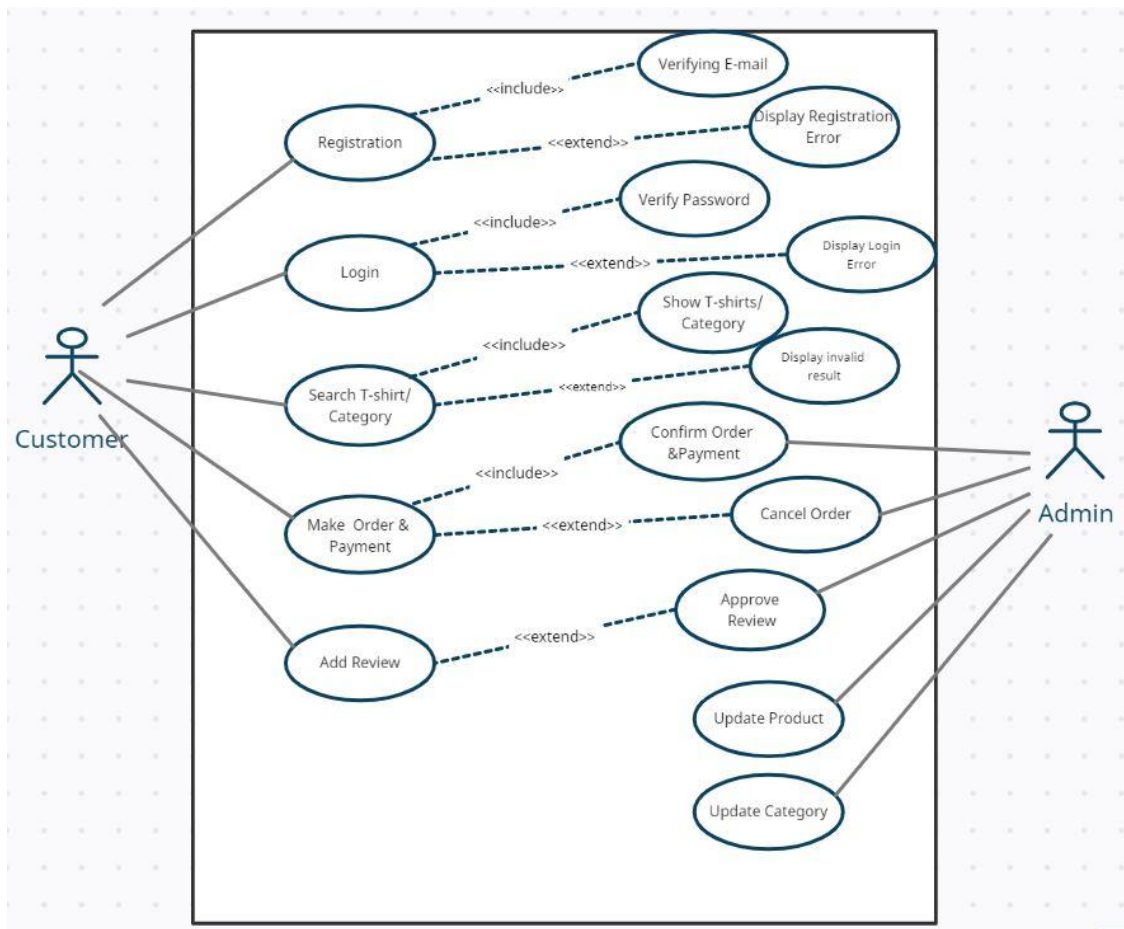 Verifying E-mail
<<include>>
Display Registration
Error
Registration
<<extend>>
Verify Password
<<include>>
Display Login
Error
Login
<<extend>>
Show T-shirts/
Category
<<include>>
Display invalid
result
Search T-shirt/
Category
<<extend>>
Customer
Confirm Order
&Payment
<<include>>
Cancel Order
Admin
Make Order &
Payment
<<extend>>
Approve
Review
<<extend>>
Add Review
Update Product
Update Category